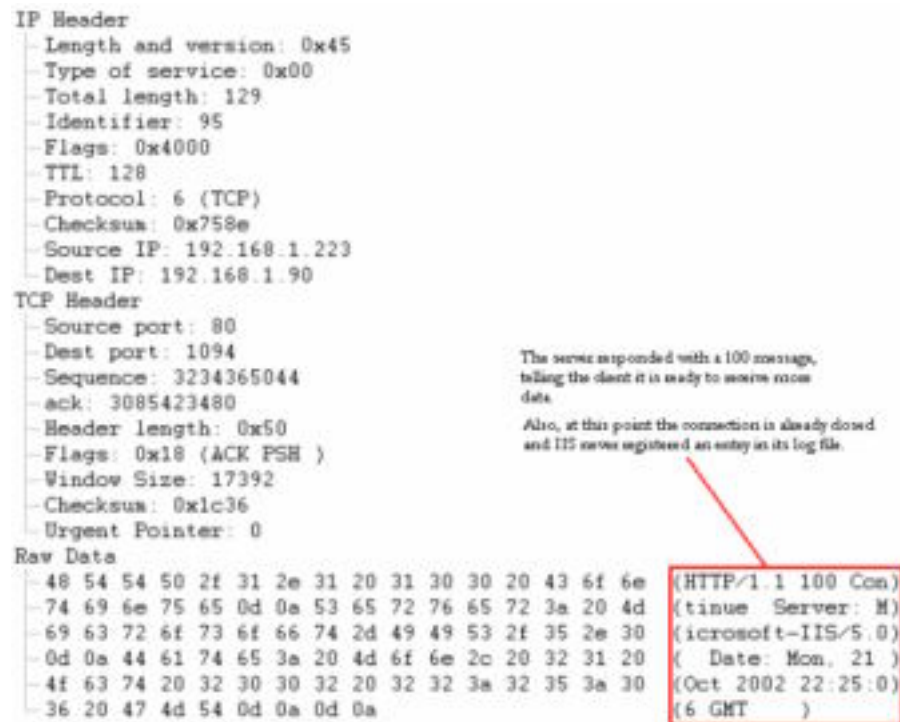 IP Header
Length and version: 0x45
Type of service: 0x00
Total length: 129
Identifier: 95
Flags: 0x4000
TTL: 128
Protocol: 6 (TCP)
Checksum: 0x758e
Source IP: 192.168.1.223
Dest IP: 192.168.1.90
TCP Header
Source port: 80
Dest port: 1094
Sequence: 3234365044
ack: 3085423480
Header length: 0x50
Flags: 0x18 (ACK PSH )
Window Size: 17392
Checksum: 0x1c36
Urgent Pointer: 0
The server responded with a 100 message,
telling the client it is ready to receive more
data.
Also, at this point the connection is already closed
and IIS never registered an entry in its log file.
Raw Data
48 54 54 50 2f 31 2e 31 20 31 30 30 20 43 6f 6e (HTTP/1.1 100 Con)
74 69 6e 75 65 0d 0a 53 65 72 76 65 72 3a 20 4d (tinue  Server: M)
69 63 72 6f 73 6f 66 74 2d 49 49 53 2f 35 2e 30 (icrosoft-IIS/5.0)
0d 0a 44 61 74 65 3a 20 4d 6f 6e 2c 20 32 31 20 (  Date: Mon, 21 )
4f 63 74 20 32 30 30 32 20 32 32 3a 32 35 3a 30 (Oct 2002 22:25:0)
36 20 47 4d 54 0d 0a 0d 0a (6 GMT    )